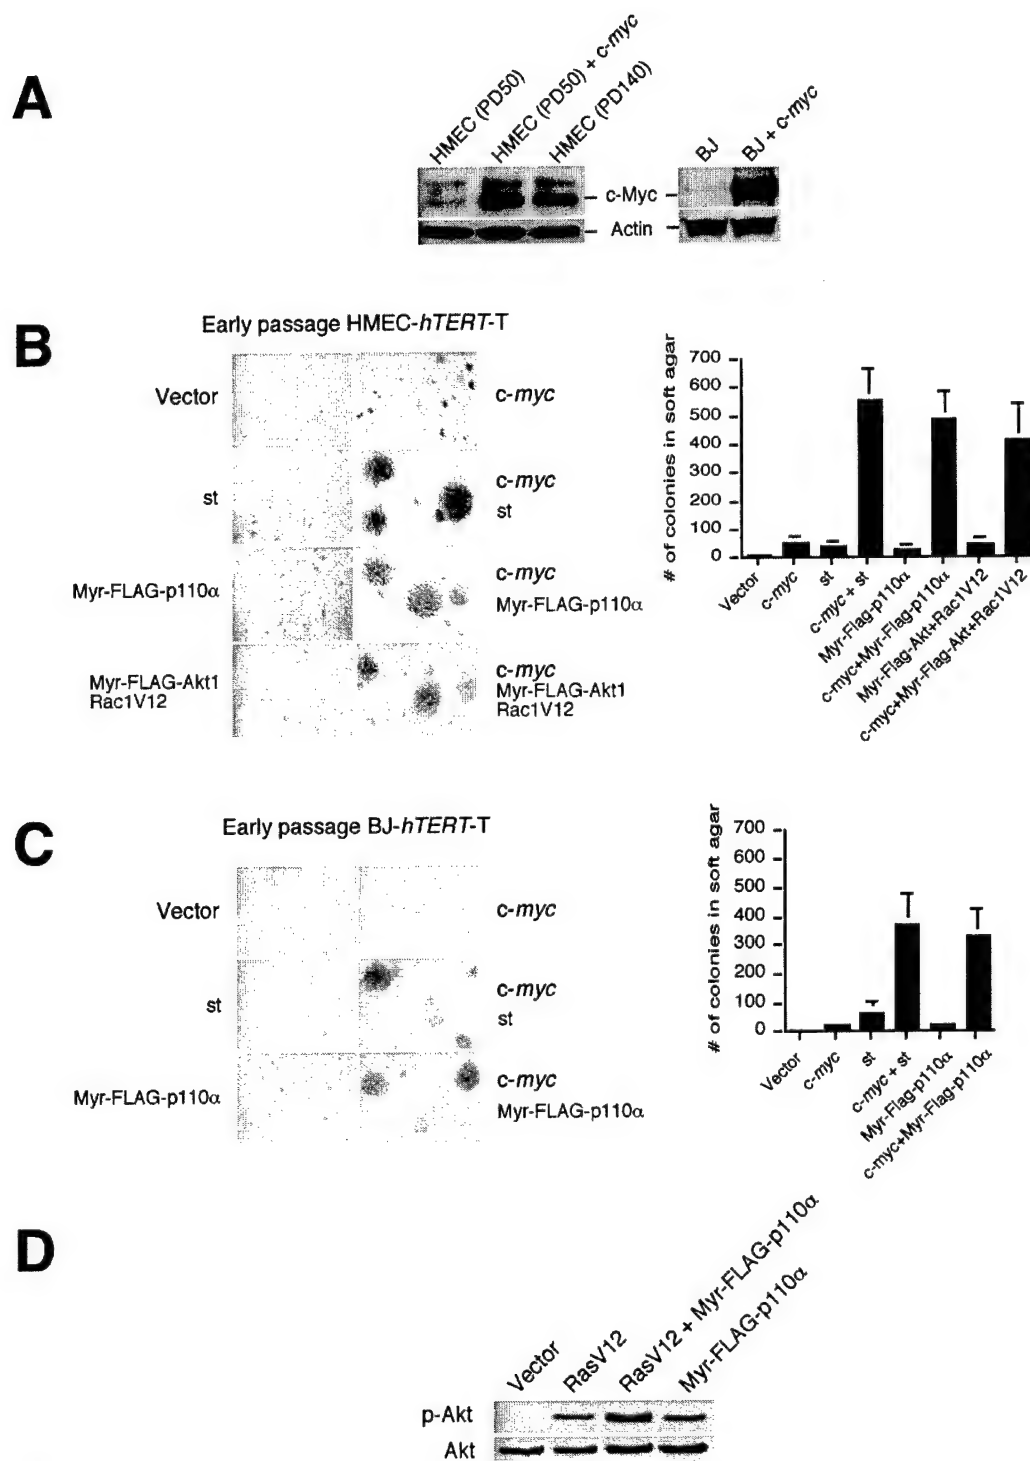 A
HMEC (PD50)
HMEC (PD50) + c-myc
HMEC (PD140)
BJ
BJ + c-myc
c-Myc
Actin
B
Early passage HMEC-hTERT-T
Vector
c-myc
st
c-myc
st
Myr-FLAG-p110α
c-myc
Myr-FLAG-p110α
Myr-FLAG-Akt1
Rac1V12
c-myc
Myr-FLAG-Akt1
Rac1V12
# of colonies in soft agar
700
600
500
400
300
200
100
0
Vector
c-myc
st
c-myc + st
Myr-Flag-p110α
c-myc+Myr-Flag-p110α
Myr-Flag-Akt+Rac1V12
c-myc+Myr-Flag-Akt+Rac1V12
C
Early passage BJ-hTERT-T
Vector
c-myc
st
c-myc
st
Myr-FLAG-p110α
c-myc
Myr-FLAG-p110α
# of colonies in soft agar
700
600
500
400
300
200
100
0
Vector
c-myc
st
c-myc + st
Myr-Flag-p110α
c-myc+Myr-Flag-p110α
D
Vector
RasV12
RasV12 + Myr-FLAG-p110α
Myr-FLAG-p110α
p-Akt
Akt